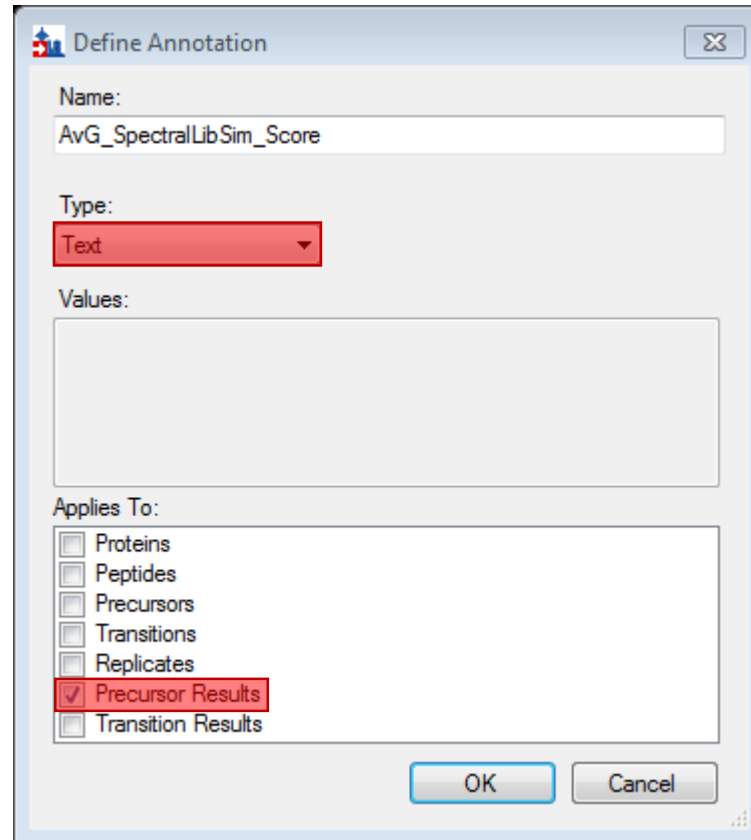 Define Annotation
Name:
AvG_SpectralLibSim_Score
Type:
Text
Values:
Applies To:
Proteins
Peptides
Precursors
Transitions
Replicates
Precursor Results
Transition Results
OK Cancel